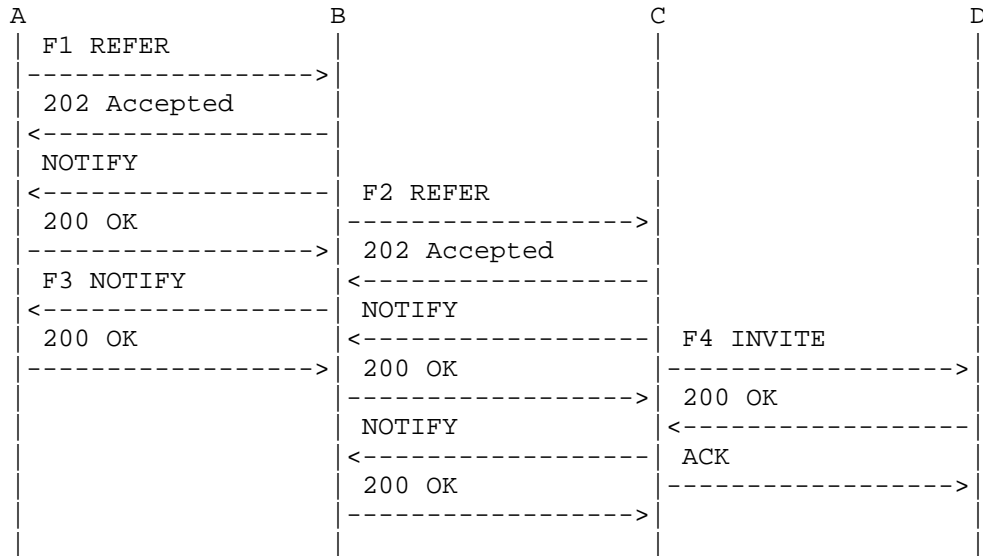 A B C D
F1 REFER
202 Accepted
NOTIFY
F2 REFER
200 OK
202 Accepted
F3 NOTIFY
NOTIFY
200 OK
F4 INVITE
200 OK
200 OK
NOTIFY
ACK
200 OK